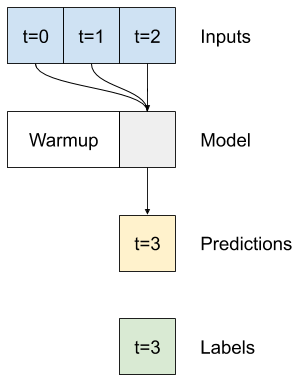 t=0 t=1 t=2 Inputs
Warmup Model
t=3 Predictions
t=3 Labels